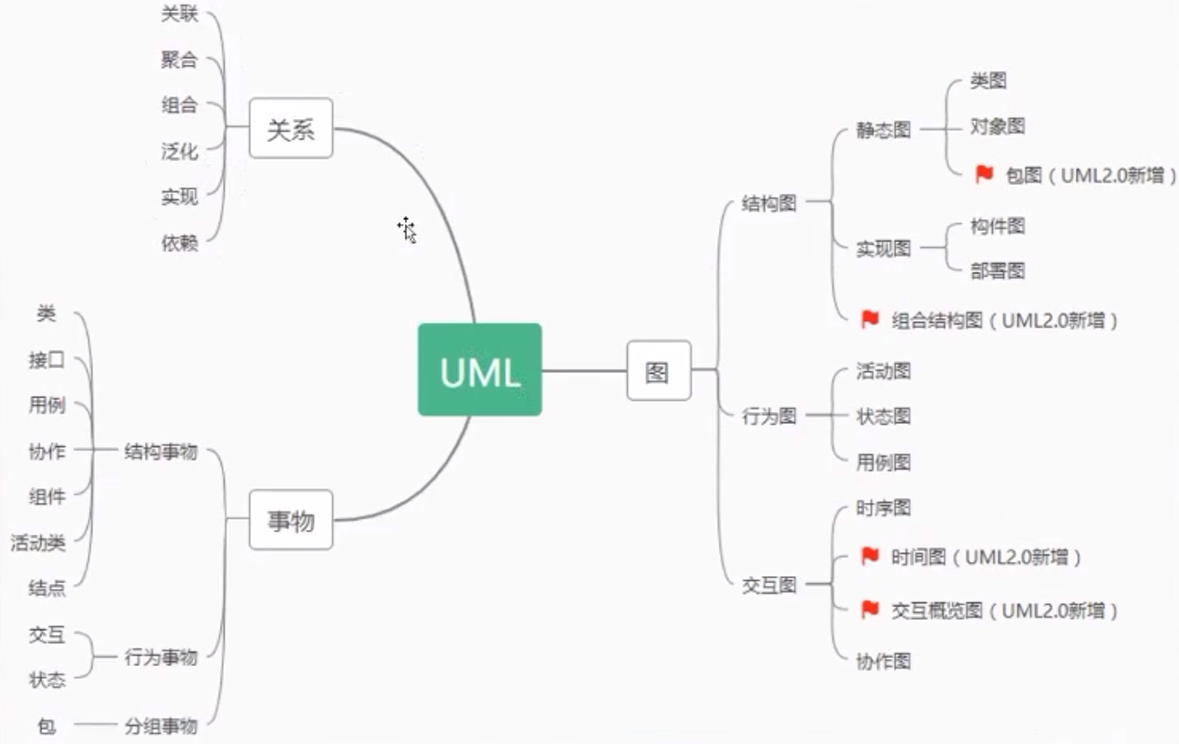 关联
聚合
组合
泛化
实现
依赖
关系
类
接口
用例
协作
组件
活动类
结点
结构事物
交互
状态
行为事物
包
分组事物
事物
UML
图
结构图
静态图
类图
对象图
包图（UML2.0新增）
实现图
构件图
部署图
组合结构图（UML2.0新增）
行为图
活动图
状态图
用例图
交互图
时序图
时间图（UML2.0新增）
交互概览图（UML2.0新增）
协作图